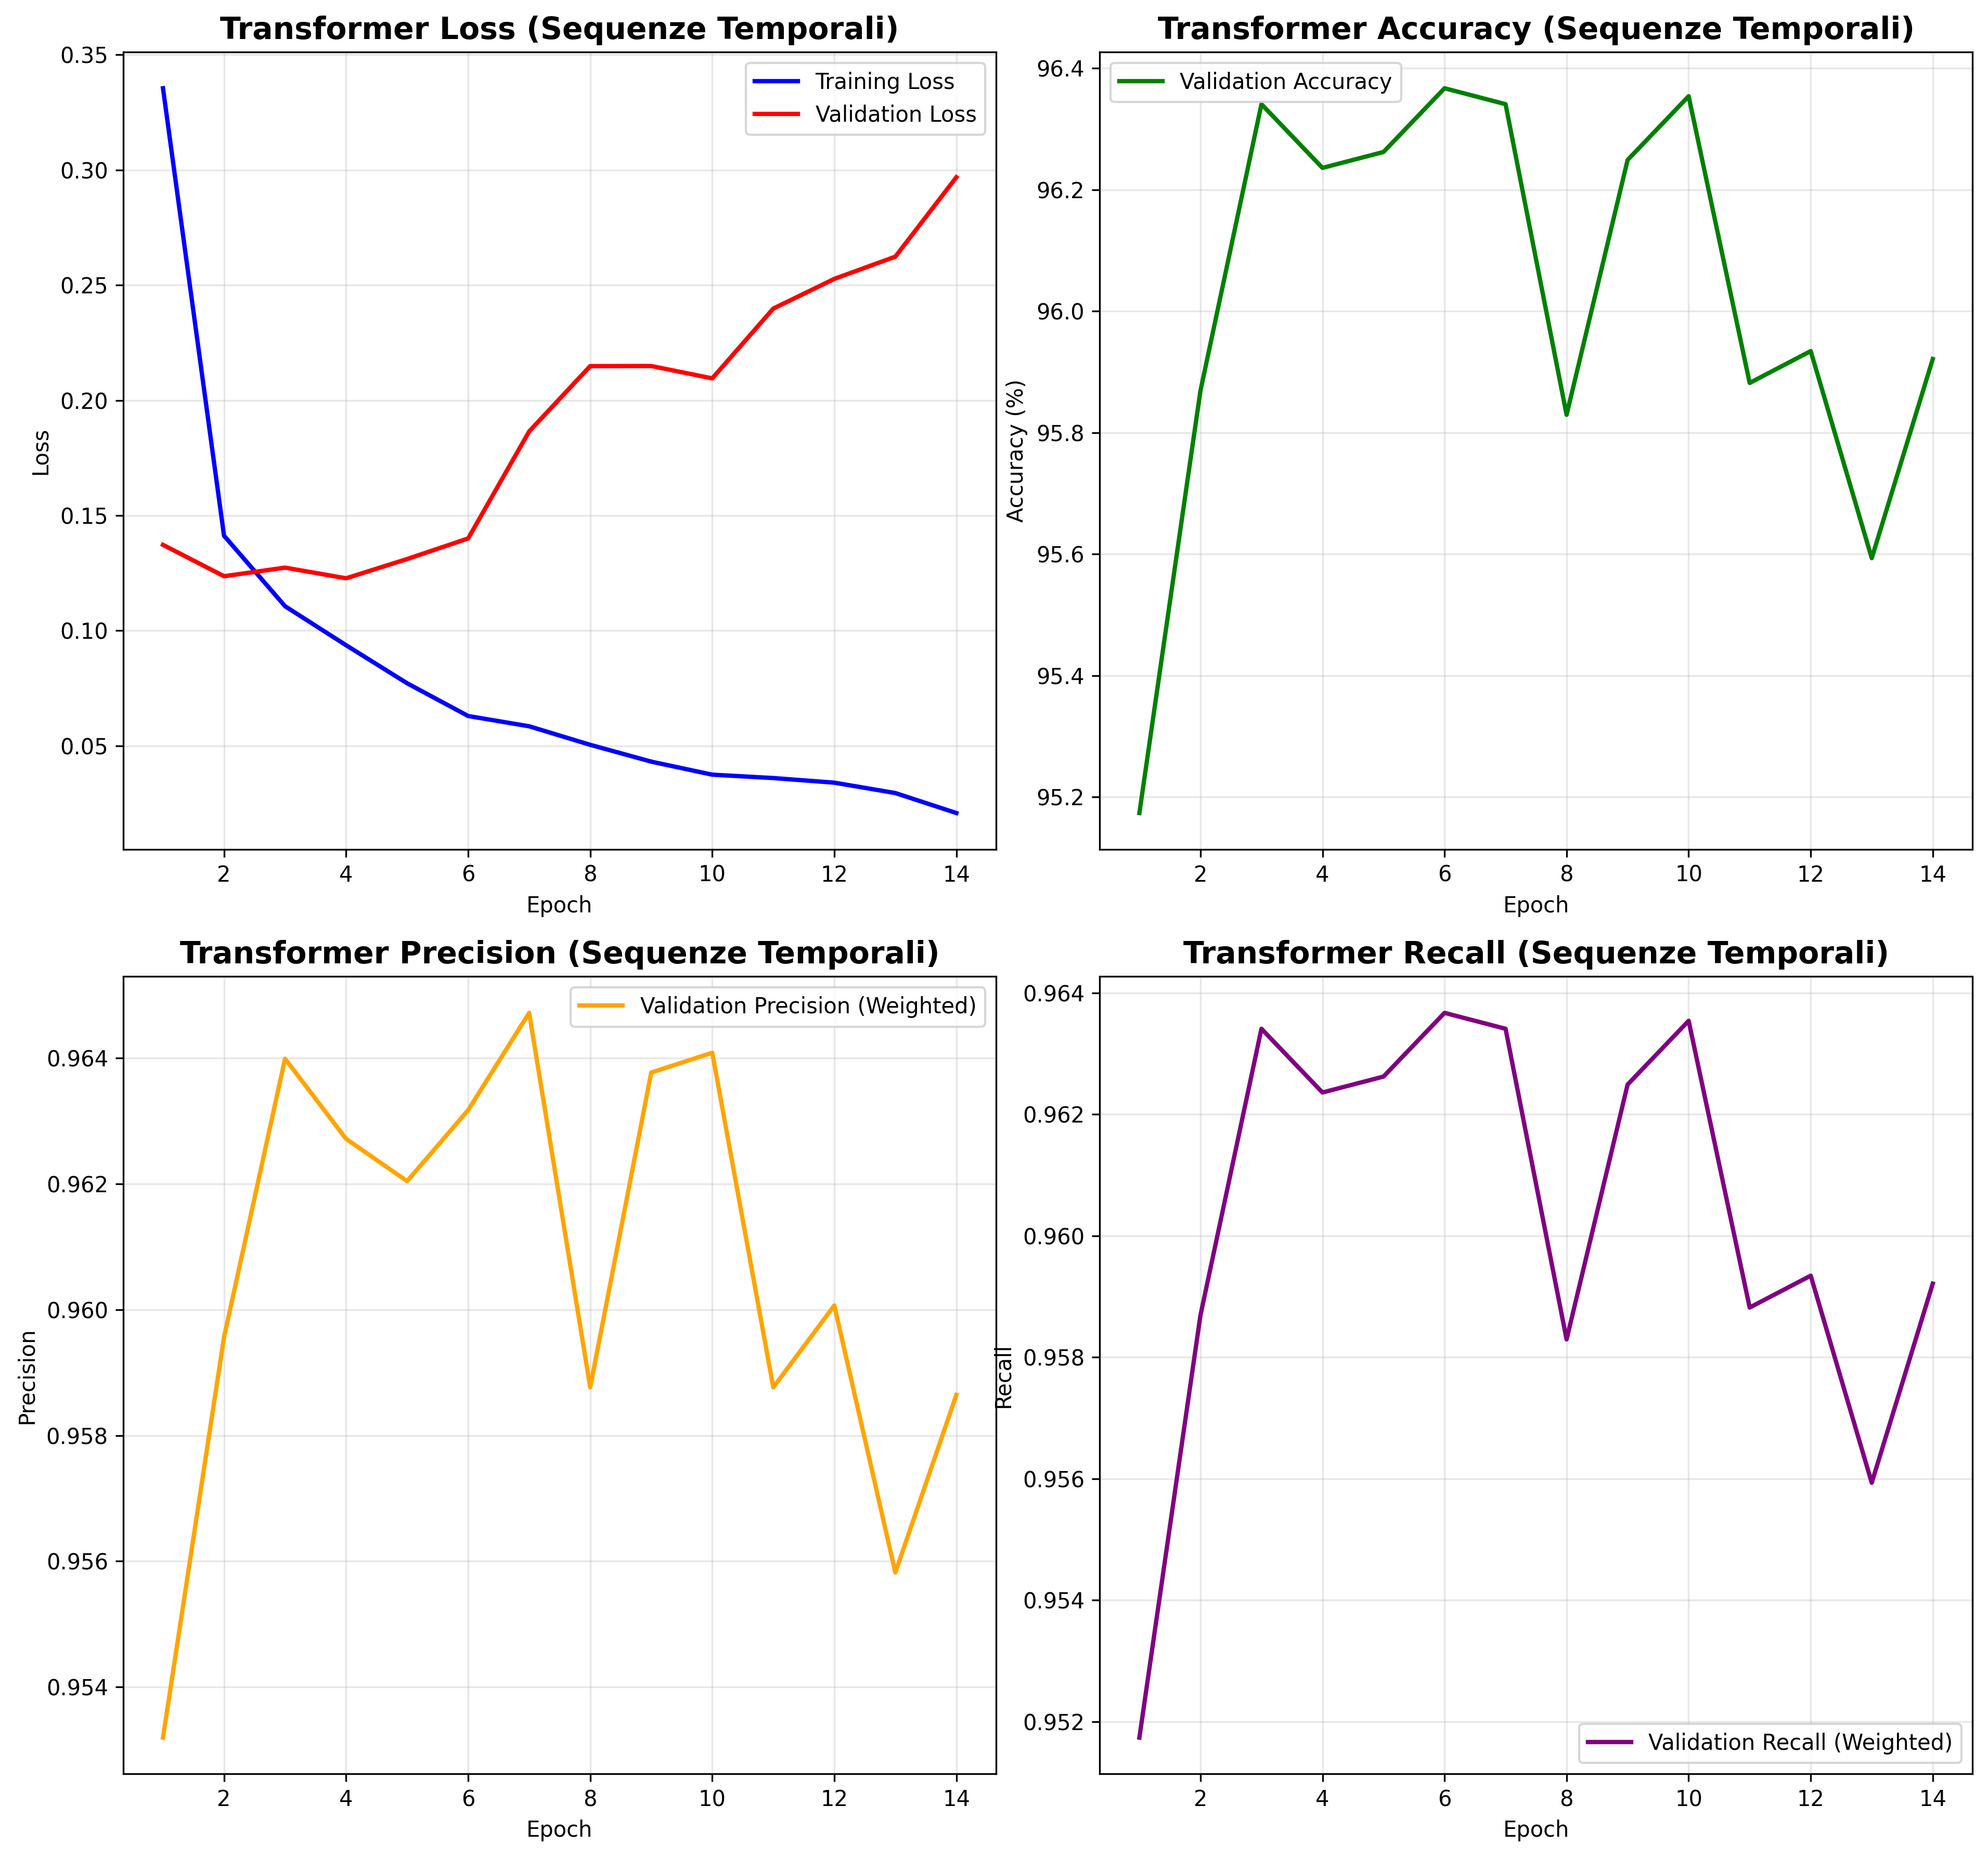 Transformer Loss (Sequenze Temporali)
0.35
0.30
0.25
0.20
0.15
0.10
0.05
Loss
Training Loss
Validation Loss
2 4 6 8 10 12 14
Epoch
Transformer Accuracy (Sequenze Temporali)
96.4
96.2
96.0
95.8
95.6
95.4
95.2
Accuracy (%)
Validation Accuracy
2 4 6 8 10 12 14
Epoch
Transformer Precision (Sequenze Temporali)
0.964
0.962
0.960
0.958
0.956
0.954
Precision
Validation Precision (Weighted)
2 4 6 8 10 12 14
Epoch
Transformer Recall (Sequenze Temporali)
0.964
0.962
0.960
0.958
0.956
0.954
0.952
Recall
Validation Recall (Weighted)
2 4 6 8 10 12 14
Epoch